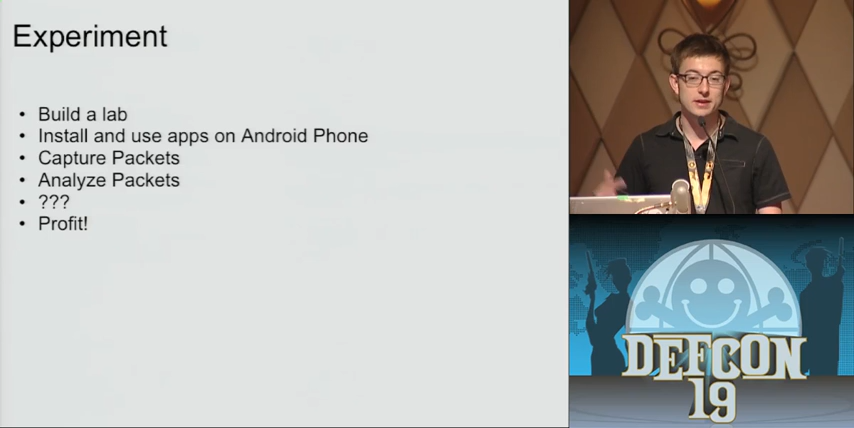 Experiment
• Build a lab
• Install and use apps on Android Phone
• Capture Packets
• Analyze Packets
• ???
• Profit!
DEFCON
19